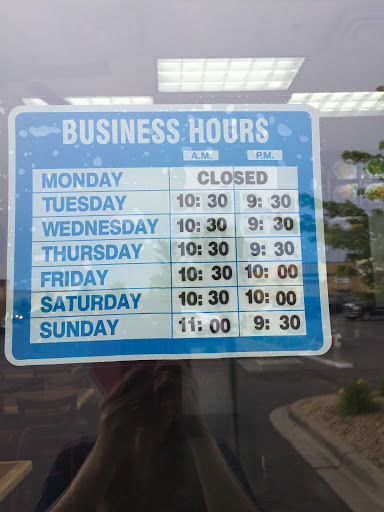 BUSINESS HOURS
A.M. P.M.
MONDAY CLOSED
TUESDAY 10: 30 9: 30
WEDNESDAY 10: 30 9: 30
THURSDAY 10: 30 9: 30
FRIDAY 10: 30 10: 00
SATURDAY 10: 30 10: 00
SUNDAY 11: 00 9: 30